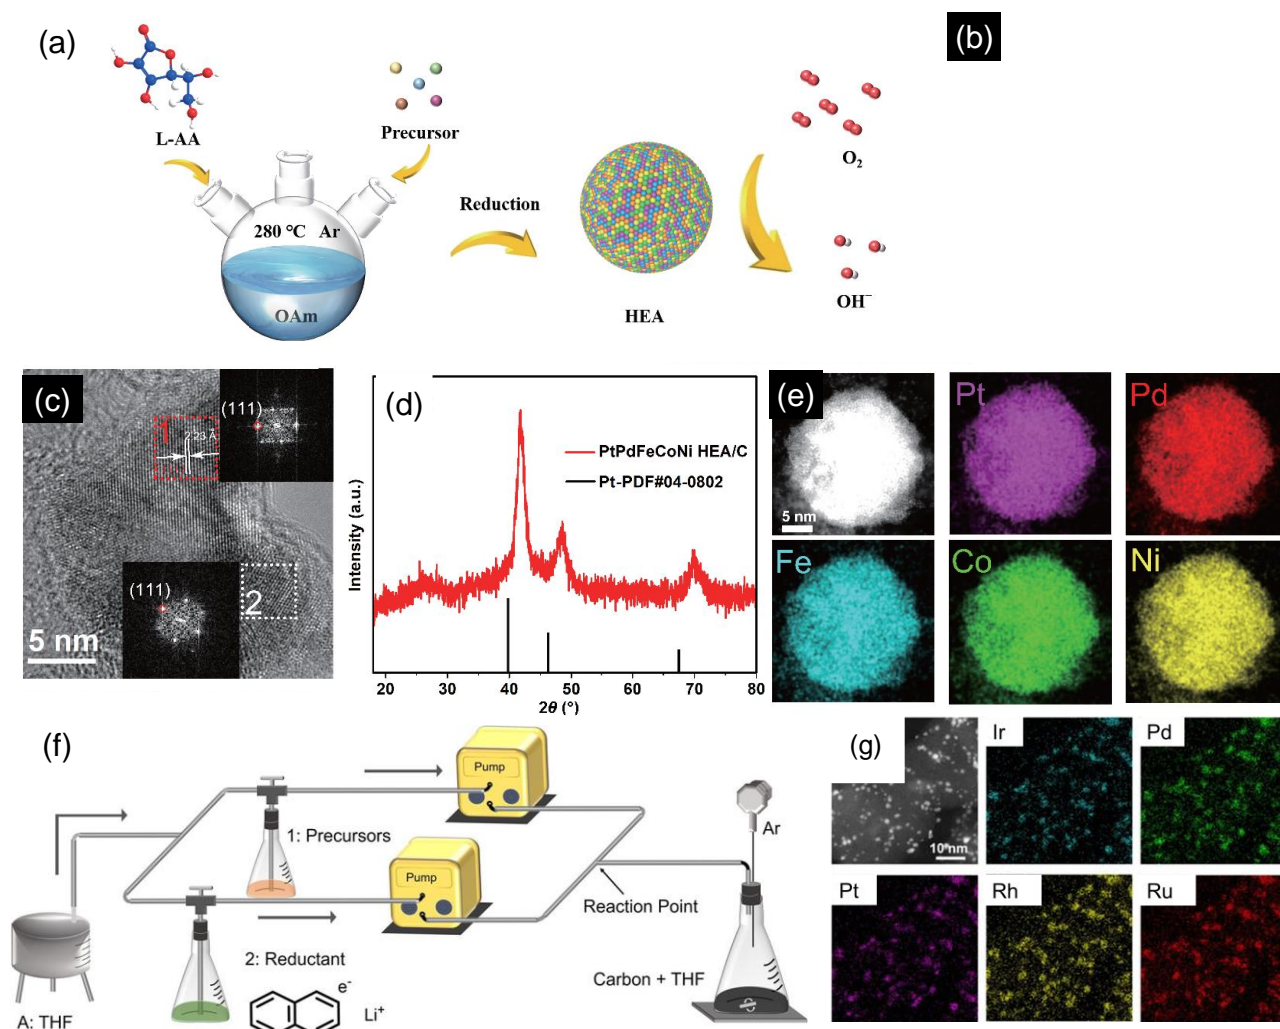 (a)
(b)
L-AA
Precursor
O₂
280 °C Ar
Reduction
OAm
HEA
OH⁻
(c)
(111)
1
2.23 Å
(111)
2
5 nm
(d)
PtPdFeCoNi HEA/C
Pt-PDF#04-0802
Intensity (a.u.)
20 30 40 50 60 70 80
2θ (°)
(e)
Pt
Pd
5 nm
Fe
Co
Ni
(f)
Pump
1: Precursors
Pump
Ar
Reaction Point
2: Reductant
Carbon + THF
e⁻
Li⁺
A: THF
(g)
Ir
Pd
10 nm
Pt
Rh
Ru